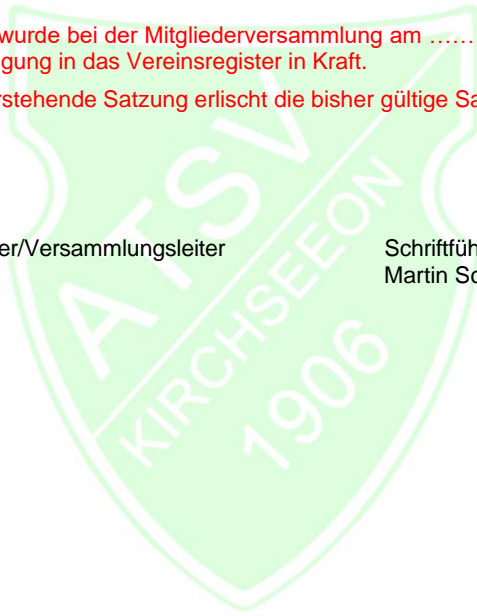 wurde bei der Mitgliederversammlung am ……
gung in das Vereinsregister in Kraft.
rstehende Satzung erlischt die bisher gültige Sa
er/Versammlungsleiter Schriftfüh
Martin Sc
ATSV
KIRCHSEEON
1906